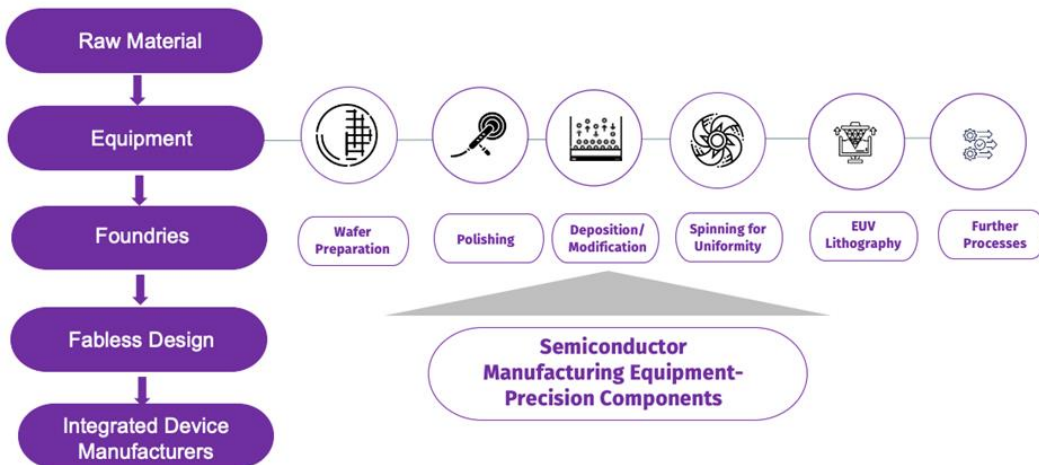 Raw Material
Equipment
Foundries
Fabless Design
Integrated Device
Manufacturers
Wafer
Preparation
Polishing
Deposition/
Modification
Spinning for
Uniformity
EUV
Lithography
Further
Processes
Semiconductor
Manufacturing Equipment-
Precision Components